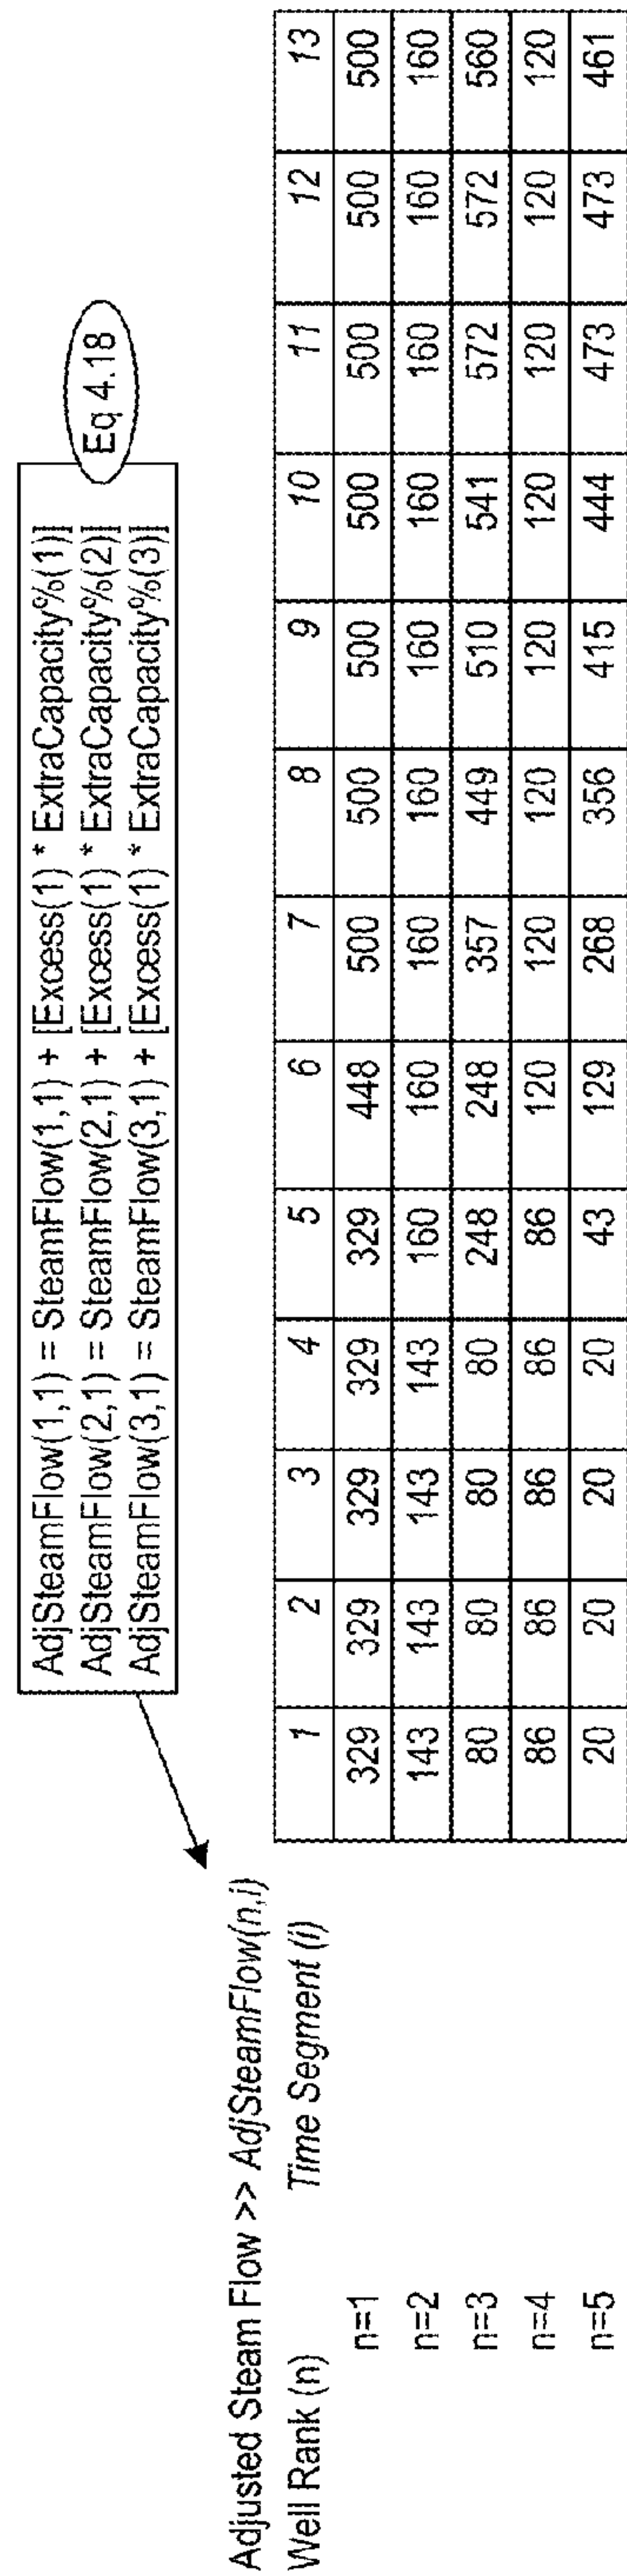 AdjSteamFlow(1,1) = SteamFlow(1,1) + [Excess(1) * ExtraCapacity%(1)]
AdjSteamFlow(2,1) = SteamFlow(2,1) + [Excess(1) * ExtraCapacity%(2)]
AdjSteamFlow(3,1) = SteamFlow(3,1) + [Excess(1) * ExtraCapacity%(3)]
Eq 4.18
Adjusted Steam Flow >> AdjSteamFlow(n,i)
Well Rank (n) Time Segment (i) 1 2 3 4 5 6 7 8 9 10 11 12 13
n=1 329 329 329 329 329 448 500 500 500 500 500 500 500
n=2 143 143 143 143 160 160 160 160 160 160 160 160 160
n=3 80 80 80 80 248 248 357 449 510 541 572 572 560
n=4 86 86 86 86 86 120 120 120 120 120 120 120 120
n=5 20 20 20 20 43 129 268 356 415 444 473 473 461